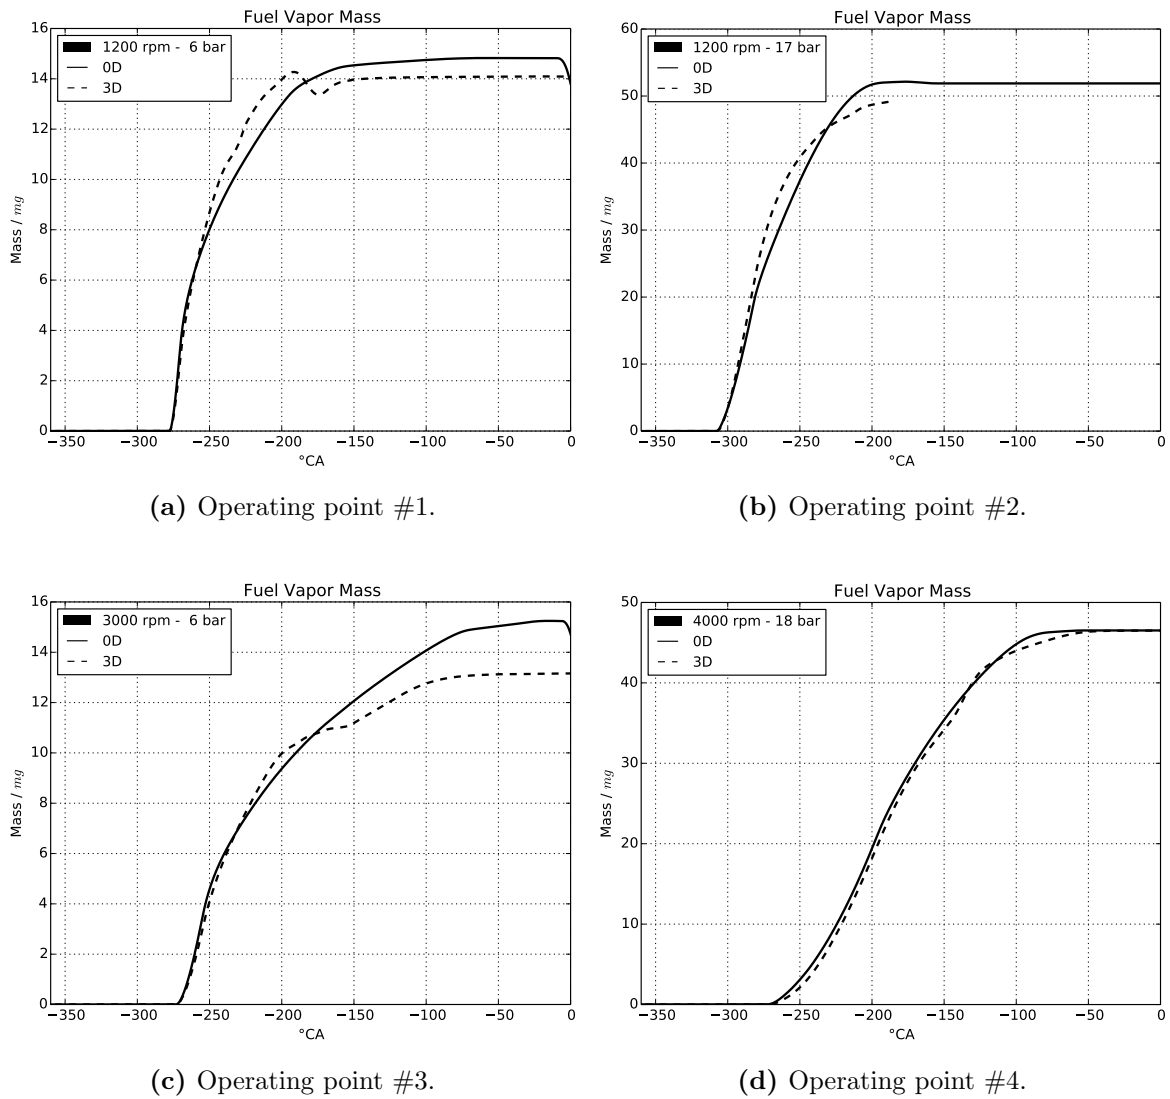 Fuel Vapor Mass
1200 rpm -  6 bar
0D
3D
16
14
12
10
8
6
4
2
0
Mass / mg
−350 −300 −250 −200 −150 −100 −50 0
°CA
(a) Operating point #1.
Fuel Vapor Mass
1200 rpm - 17 bar
0D
3D
60
50
40
30
20
10
0
Mass / mg
−350 −300 −250 −200 −150 −100 −50 0
°CA
(b) Operating point #2.
Fuel Vapor Mass
3000 rpm -  6 bar
0D
3D
16
14
12
10
8
6
4
2
0
Mass / mg
−350 −300 −250 −200 −150 −100 −50 0
°CA
(c) Operating point #3.
Fuel Vapor Mass
4000 rpm - 18 bar
0D
3D
50
40
30
20
10
0
Mass / mg
−350 −300 −250 −200 −150 −100 −50 0
°CA
(d) Operating point #4.